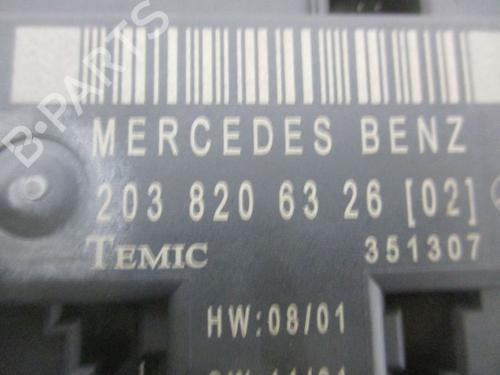 B-PARTS
MERCEDES BENZ
203 820 63 26 [02]
TEMIC 351307
HW:08/01